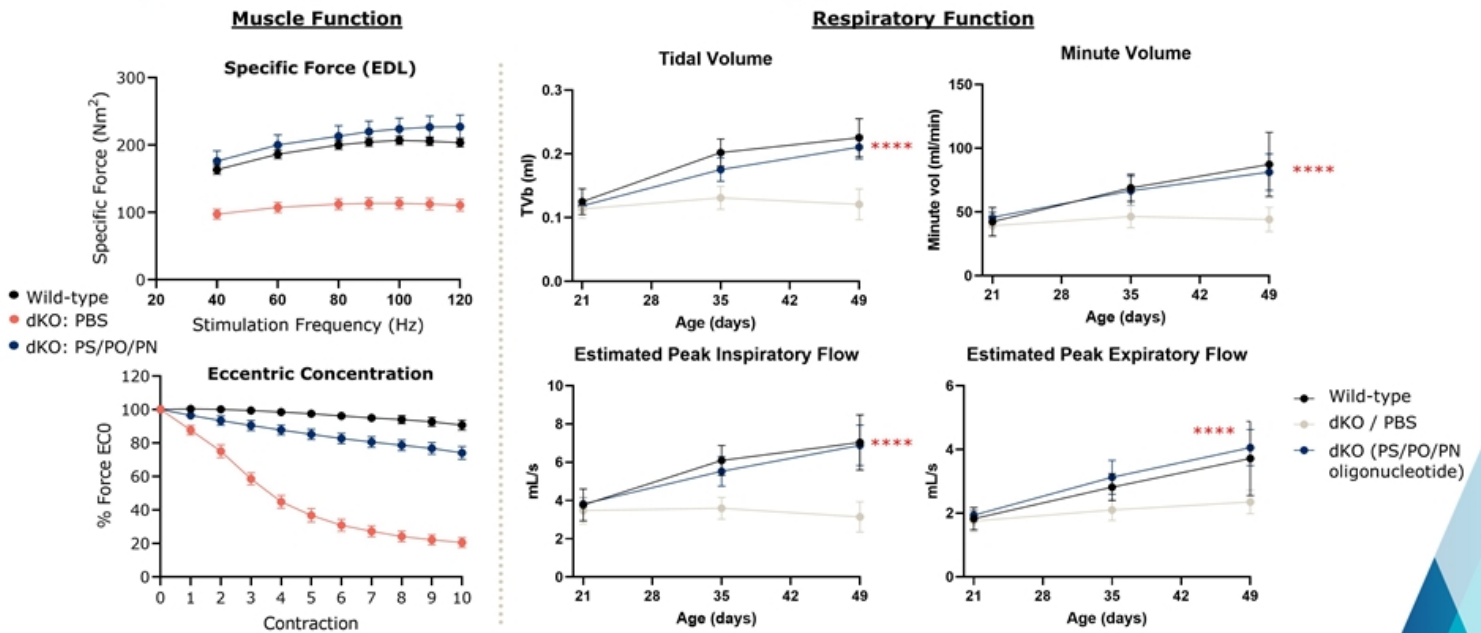 Muscle Function
Respiratory Function
Specific Force (EDL)
Specific Force (Nm²)
300
200
100
0
20 40 60 80 100 120
Stimulation Frequency (Hz)
Wild-type
dKO: PBS
dKO: PS/PO/PN
Eccentric Concentration
% Force EC0
120
100
80
60
40
20
0
0 1 2 3 4 5 6 7 8 9 10
Contraction
Tidal Volume
TVb (ml)
0.3
0.2
0.1
0.0
****
21 28 35 42 49
Age (days)
Minute Volume
Minute vol (ml/min)
150
100
50
0
****
21 28 35 42 49
Age (days)
Estimated Peak Inspiratory Flow
mL/s
10
8
6
4
2
0
****
21 28 35 42 49
Age (days)
Estimated Peak Expiratory Flow
mL/s
6
4
2
0
****
21 28 35 42 49
Age (days)
Wild-type
dKO / PBS
dKO (PS/PO/PN
oligonucleotide)